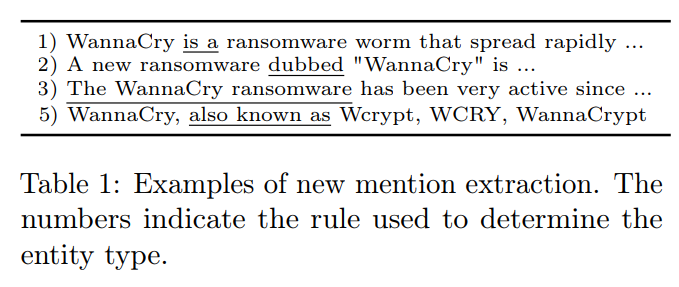 1) WannaCry is a ransomware worm that spread rapidly ...
2) A new ransomware dubbed "WannaCry" is ...
3) The WannaCry ransomware has been very active since ...
5) WannaCry, also known as Wcrypt, WCRY, WannaCrypt
Table 1: Examples of new mention extraction. The
numbers indicate the rule used to determine the
entity type.